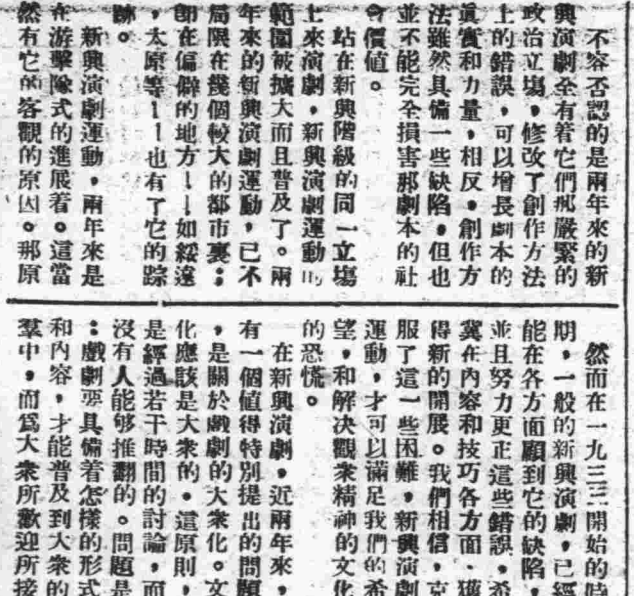 不容否認的是兩年來的新
興演劇全有着它們那嚴緊的
政治立塲，修改了創作方法
上的錯誤，可以增長劇本的
眞實和力量，相反，創作方
法雖然具備一些缺陷，但也
並不能完全損害那劇本的社
會價値。
站在新興階級的同一立塲
上來演劇，新興演劇運動的
範圍被擴大而且普及了。兩
年來的新興演劇運動，已不
局限在幾個較大的都市裏；
卽在偏僻的地方——如綏遠
，太原等——也有了它的踪
跡。
新興演劇運動，兩年來是
在游擊隊式的進展着。這當
然有它的客觀的原因。那原
然而在一九三三開始的時
期，一般的新興演劇，已經
能在各方面顧到它的缺陷，
並且努力更正這些錯誤，希
冀在內容和技巧各方面，獲
得新的開展。我們相信，克
服了這一些困難，新興演劇
運動，才可以滿足我們的希
望，和解決觀衆精神的文化
的恐慌。
在新興演劇，近兩年來，
有一個値得特別提出的問題
，是關於戲劇的大衆化。文
化應該是大衆的。這原則，
是經過若干時間的討論，而
沒有人能够推翻的。問題是
：戲劇要具備着怎樣的形式
和內容，才能普及到大衆的
羣中，而爲大衆所歡迎所接